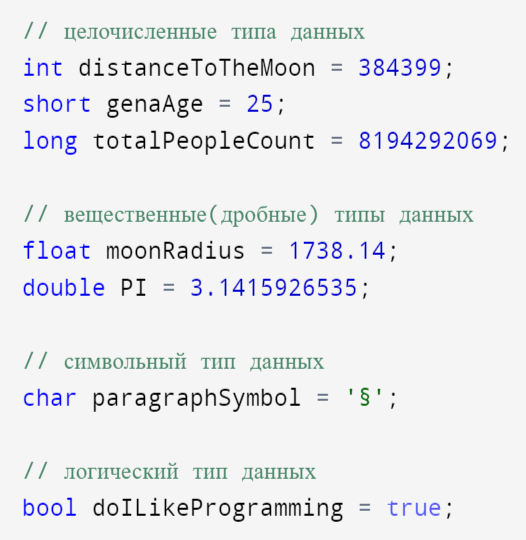 // целочисленные типа данных
int distanceToTheMoon = 384399;
short genaAge = 25;
long totalPeopleCount = 8194292069;
// вещественные(дробные) типы данных
float moonRadius = 1738.14;
double PI = 3.1415926535;
// символьный тип данных
char paragraphSymbol = '§';
// логический тип данных
bool doILikeProgramming = true;